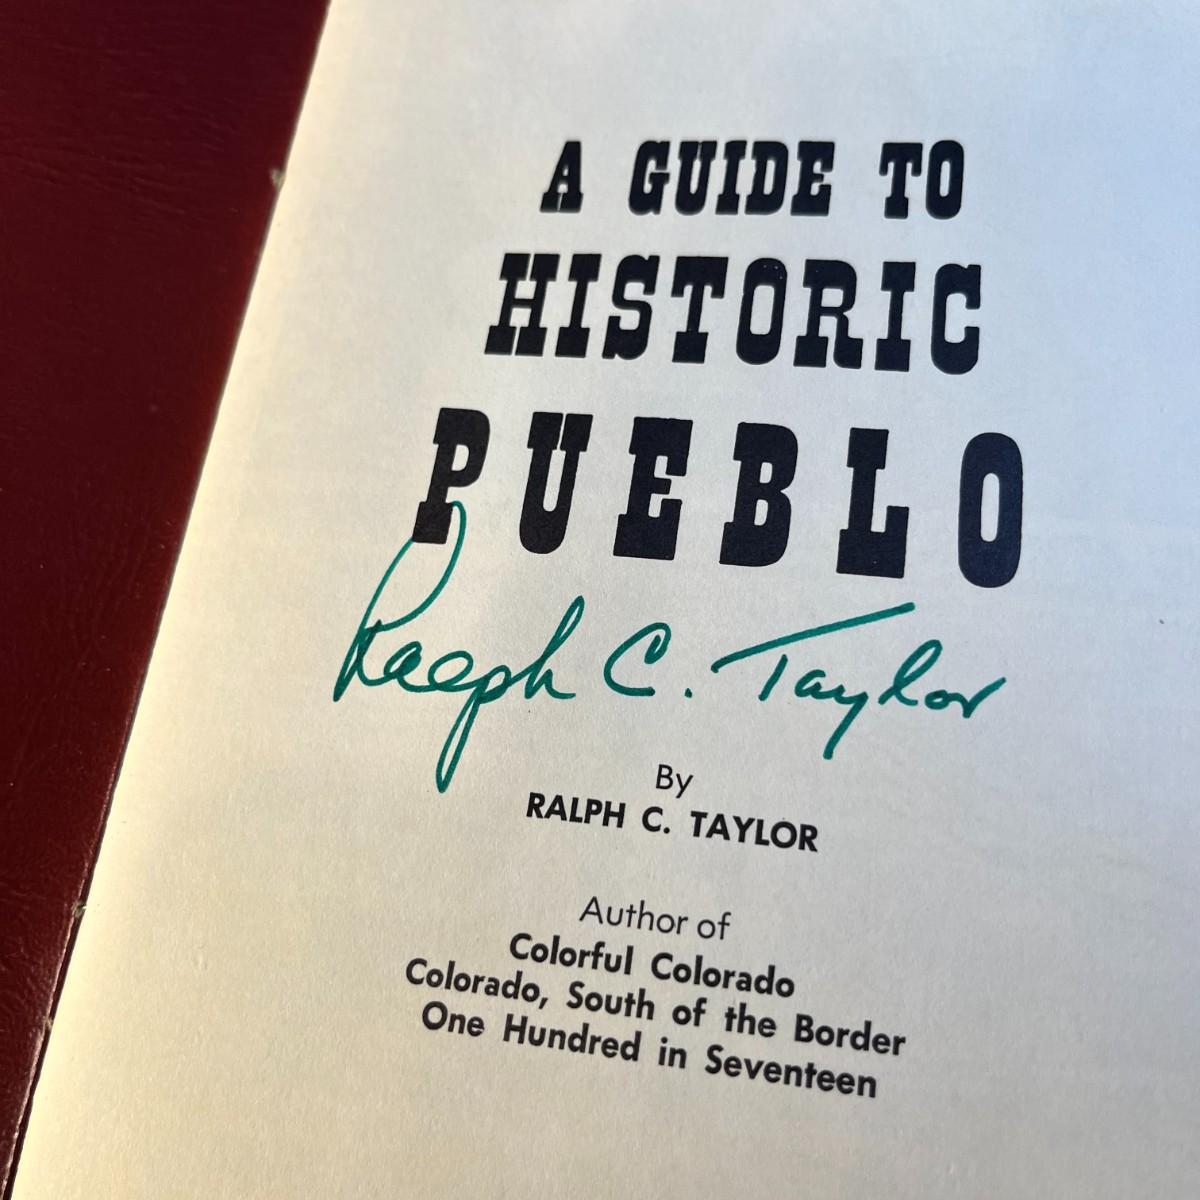 A GUIDE TO
HISTORIC
PUEBLO
Ralph C. Taylor
By
RALPH C. TAYLOR
Author of
Colorful Colorado
Colorado, South of the Border
One Hundred in Seventeen